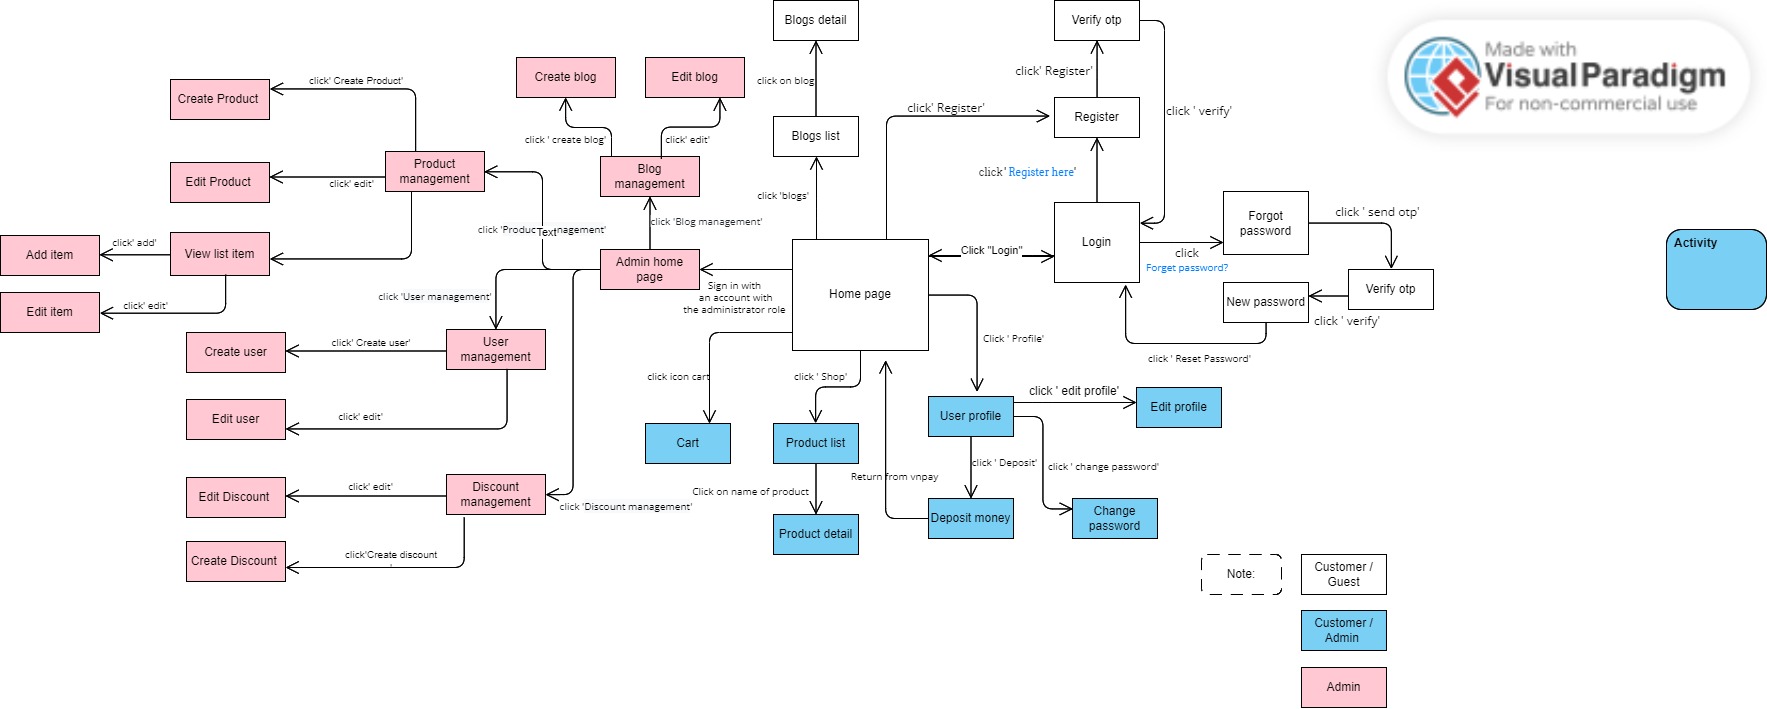 Blogs detail
Verify otp
Made with
Visual Paradigm
For non-commercial use
click' Create Product'
Create blog
Edit blog
click on blog
click' Register'
Create Product
click' Register'
click ' verify'
Register
Blogs list
click ' create blog'
click' edit'
Product
management
Blog
management
click' Register here'
Edit Product
click' edit'
click 'blogs'
click ' send otp'
Forgot
password
click 'Blog management'
click 'Product management'
Text
click' add'
Add item
View list item
Login
Click "Login"
Activity
click
Forget password?
Admin home
page
Sign in with
an account with
the administrator role
Home page
Verify otp
New password
click 'User management'
click' edit'
Edit item
click ' verify'
click ' Profile'
click' Create user'
User
management
Create user
click ' Reset Password'
click icon cart
click ' Shop'
click ' edit profile'
Edit profile
click' edit'
Edit user
User profile
Cart
Product list
click ' Deposit'
click ' change password'
Return from vnpay
click' edit'
Edit Discount
Discount
management
Click on name of product
click 'Discount management'
Deposit money
Change
password
Product detail
click'Create discount
'
Create Discount
Note:
Customer /
Guest
Customer /
Admin
Admin